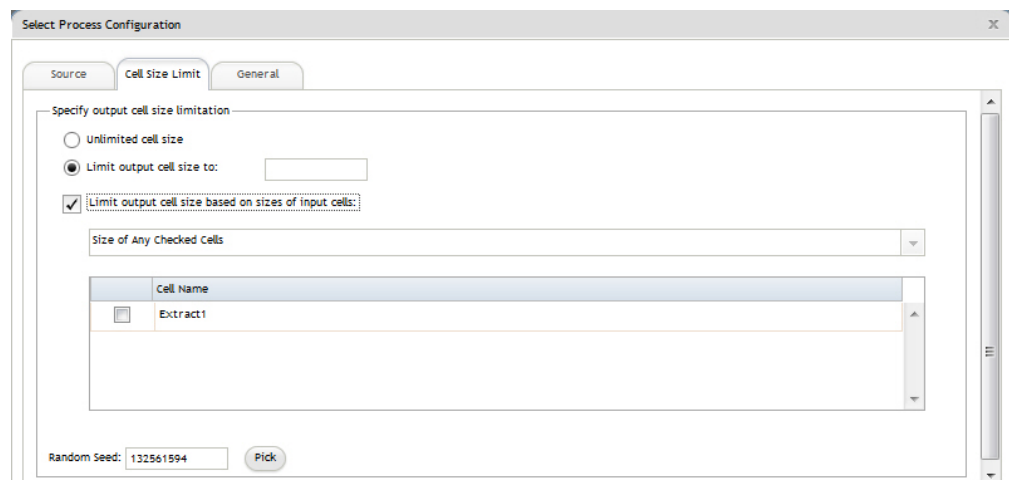 Select Process Configuration x
Source Cell Size Limit General
Specify output cell size limitation
Unlimited cell size
Limit output cell size to:
Limit output cell size based on sizes of input cells:
Size of Any Checked Cells
Cell Name
Extract1
Random Seed: 132561594 Pick